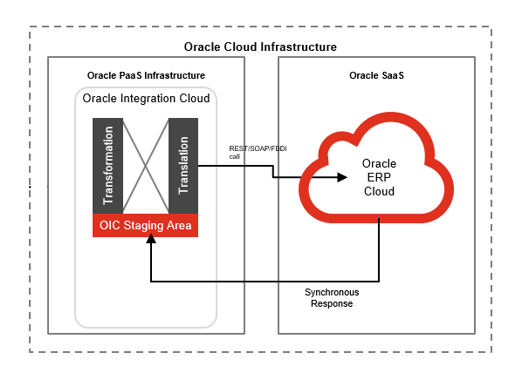 Oracle Cloud Infrastructure
Oracle PaaS Infrastructure
Oracle SaaS
Oracle Integration Cloud
Transformation
Translation
OIC Staging Area
REST/SOAP/FBDI
call
Oracle
ERP
Cloud
Synchronous
Response